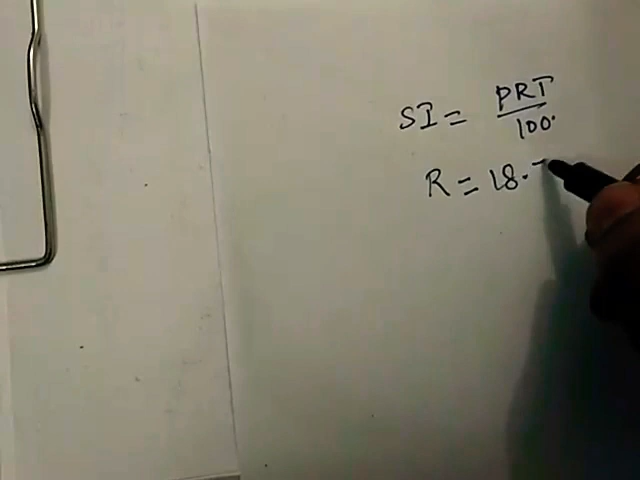 SI = PRT
100.
R = 18.